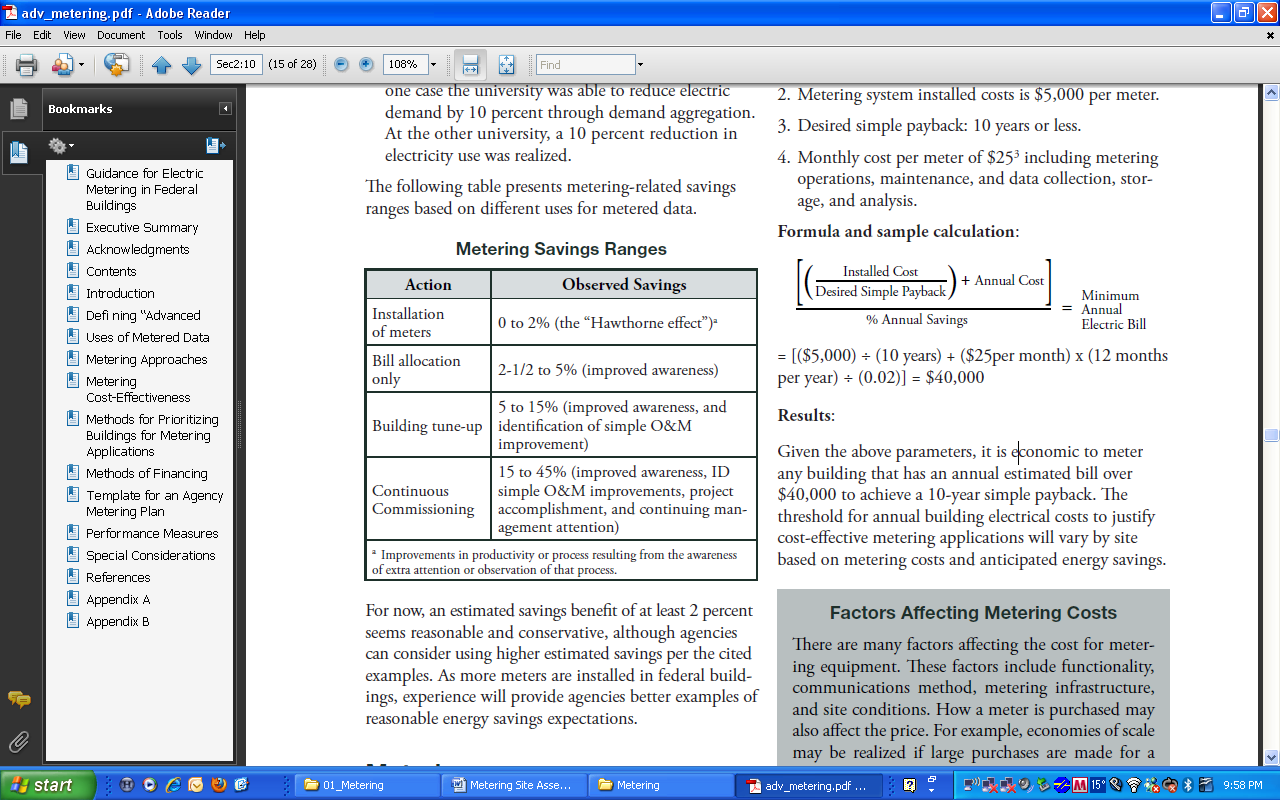 adv_metering.pdf - Adobe Reader
File Edit View Document Tools Window Help
Sec2:10 (15 of 28) 108% Find
Bookmarks
Guidance for Electric
Metering in Federal
Buildings
Executive Summary
Acknowledgments
Contents
Introduction
Defi ning "Advanced
Uses of Metered Data
Metering Approaches
Metering
Cost-Effectiveness
Methods for Prioritizing
Buildings for Metering
Applications
Methods of Financing
Template for an Agency
Metering Plan
Performance Measures
Special Considerations
References
Appendix A
Appendix B
one case the university was able to reduce electric
demand by 10 percent through demand aggregation.
At the other university, a 10 percent reduction in
electricity use was realized.
The following table presents metering-related savings
ranges based on different uses for metered data.
Metering Savings Ranges
Action Observed Savings
Installation
of meters
0 to 2% (the “Hawthorne effect”)ᵃ
Bill allocation
only
2-1/2 to 5% (improved awareness)
Building tune-up
5 to 15% (improved awareness, and
identification of simple O&M
improvement)
Continuous
Commissioning
15 to 45% (improved awareness, ID
simple O&M improvements, project
accomplishment, and continuing man-
agement attention)
ᵃ Improvements in productivity or process resulting from the awareness
of extra attention or observation of that process.
For now, an estimated savings benefit of at least 2 percent
seems reasonable and conservative, although agencies
can consider using higher estimated savings per the cited
examples. As more meters are installed in federal build-
ings, experience will provide agencies better examples of
reasonable energy savings expectations.
2. Metering system installed costs is $5,000 per meter.
3. Desired simple payback: 10 years or less.
4. Monthly cost per meter of $25³ including metering
operations, maintenance, and data collection, stor-
age, and analysis.
Formula and sample calculation:
[(Installed Cost
Desired Simple Payback) + Annual Cost]
% Annual Savings
= Minimum
Annual
Electric Bill
= [($5,000) ÷ (10 years) + ($25per month) x (12 months
per year) ÷ (0.02)] = $40,000
Results:
Given the above parameters, it is economic to meter
any building that has an annual estimated bill over
$40,000 to achieve a 10-year simple payback. The
threshold for annual building electrical costs to justify
cost-effective metering applications will vary by site
based on metering costs and anticipated energy savings.
Factors Affecting Metering Costs
There are many factors affecting the cost for meter-
ing equipment. These factors include functionality,
communications method, metering infrastructure,
and site conditions. How a meter is purchased may
also affect the price. For example, economies of scale
may be realized if large purchases are made for a
start 01_Metering Metering Site Asse... Metering adv_metering.pdf ... 15° 9:58 PM